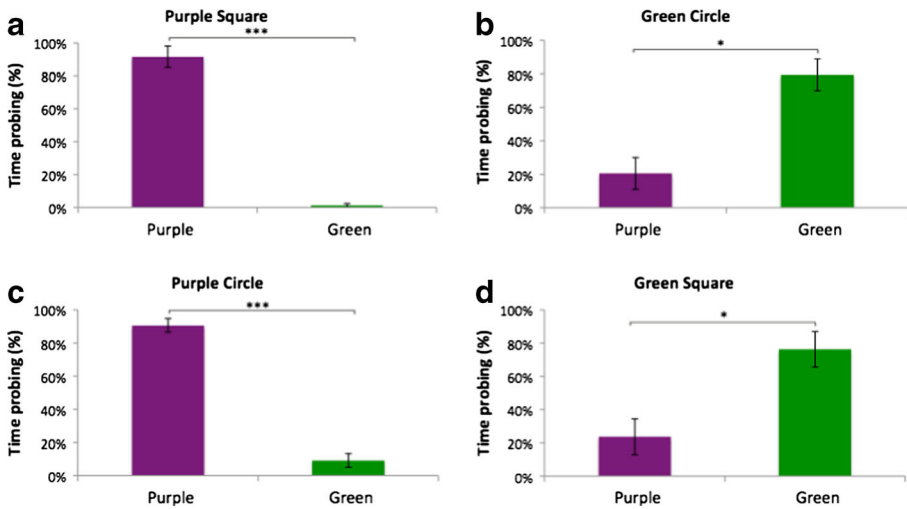 a
Purple Square
***
Time probing (%)
100%
80%
60%
40%
20%
0%
Purple
Green
b
Green Circle
*
Time probing (%)
100%
80%
60%
40%
20%
0%
Purple
Green
c
Purple Circle
***
Time probing (%)
100%
80%
60%
40%
20%
0%
Purple
Green
d
Green Square
*
Time probing (%)
100%
80%
60%
40%
20%
0%
Purple
Green